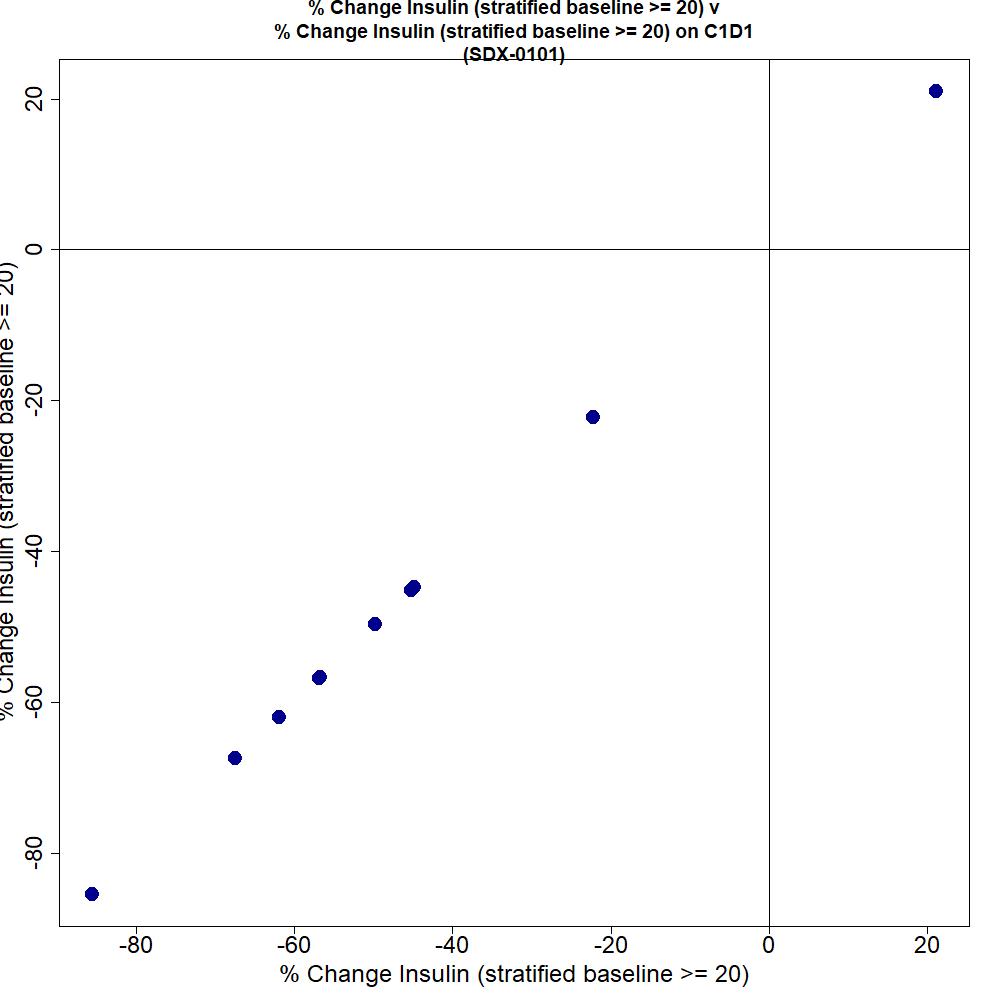 % Change Insulin (stratified baseline >= 20) v
% Change Insulin (stratified baseline >= 20) on C1D1
(SDX-0101)
% Change Insulin (stratified baseline >= 20)
20
0
-20
-40
-60
-80
-80
-60
-40
-20
0
20
% Change Insulin (stratified baseline >= 20)